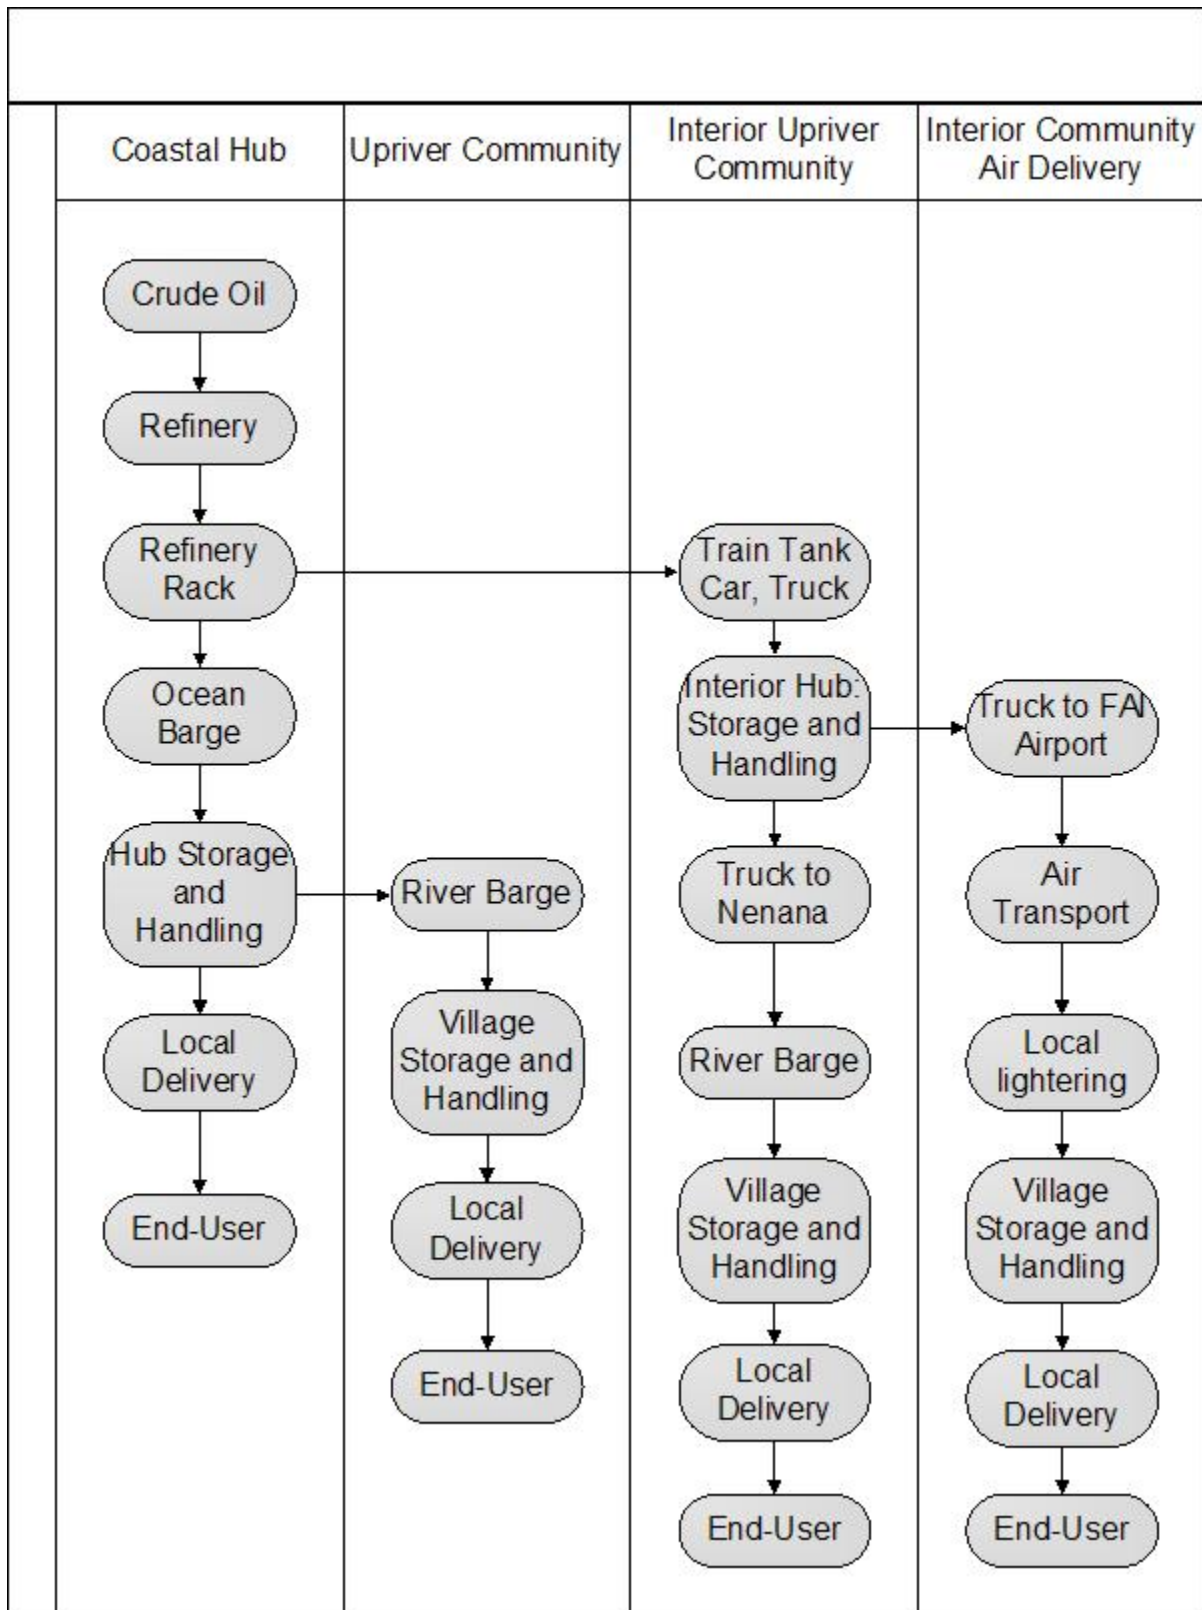 Coastal Hub
Upriver Community
Interior Upriver
Community
Interior Community
Air Delivery
Crude Oil
Refinery
Refinery
Rack
Ocean
Barge
Hub Storage
and
Handling
Local
Delivery
End-User
River Barge
Village
Storage and
Handling
Local
Delivery
End-User
Train Tank
Car, Truck
Interior Hub:
Storage and
Handling
Truck to
Nenana
River Barge
Village
Storage and
Handling
Local
Delivery
End-User
Truck to FAI
Airport
Air
Transport
Local
lightering
Village
Storage and
Handling
Local
Delivery
End-User